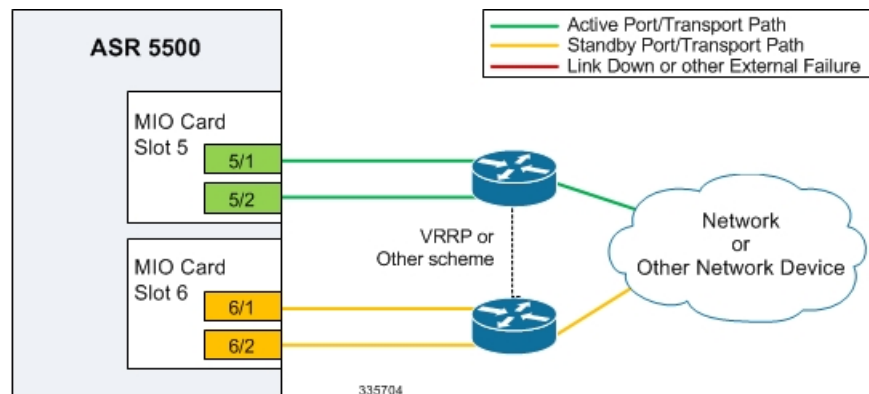 ASR 5500
Active Port/Transport Path
Standby Port/Transport Path
Link Down or other External Failure
MIO Card
Slot 5
5/1
5/2
VRRP or
Other scheme
Network
or
Other Network Device
MIO Card
Slot 6
6/1
6/2
335704